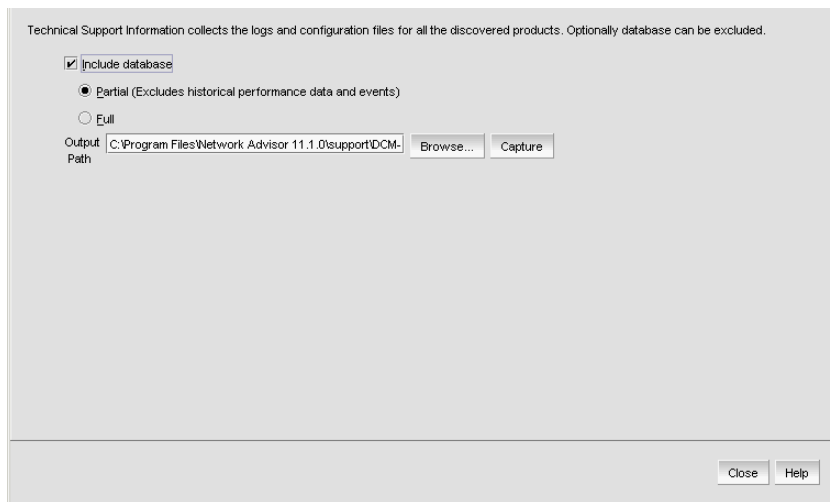 Technical Support Information collects the logs and configuration files for all the discovered products. Optionally database can be excluded.
Include database
Partial (Excludes historical performance data and events)
Full
Output Path C:\Program Files\Network Advisor 11.1.0\support\DCM- Browse... Capture
Close Help